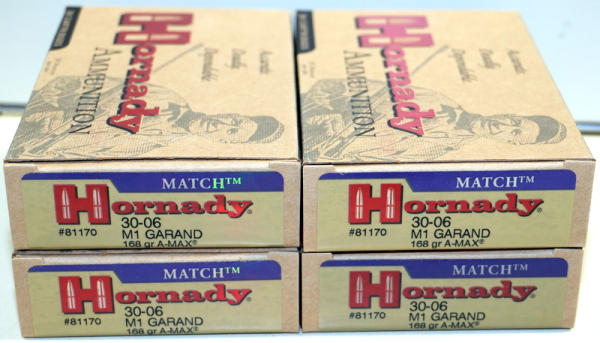 Hornady
AMMUNITION
Accurate
Deadly
Dependable
Hornady
AMMUNITION
Accurate
Deadly
Dependable
MATCH™
Hornady®
30-06
#81170 M1 GARAND
168 gr A-MAX®
MATCH™
Hornady®
30-06
#81170 M1 GARAND
168 gr A-MAX®
MATCH™
Hornady®
30-06
#81170 M1 GARAND
168 gr A-MAX®
MATCH™
Hornady®
30-06
#81170 M1 GARAND
168 gr A-MAX®